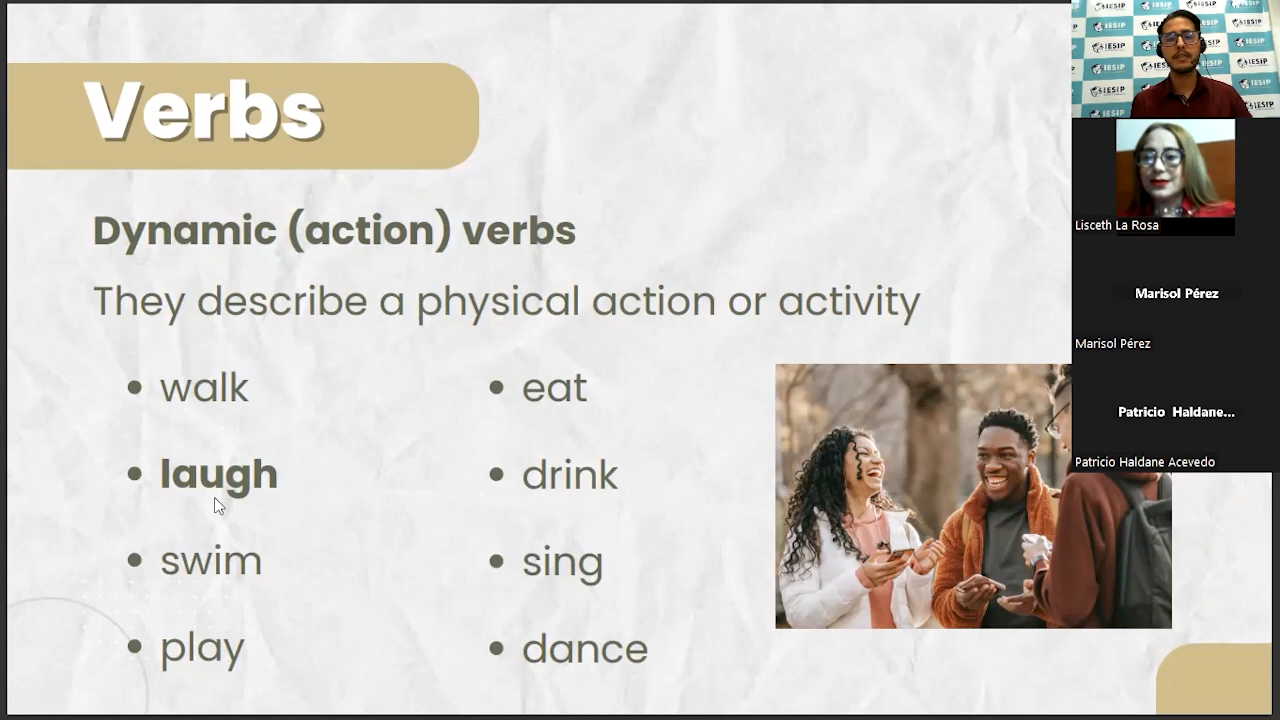 Verbs
Dynamic (action) verbs
They describe a physical action or activity
• walk
• laugh
• swim
• play
• eat
• drink
• sing
• dance
IESIP
Lisceth La Rosa
Marisol Pérez
Marisol Pérez
Patricio Haldane...
Patricio Haldane Acevedo